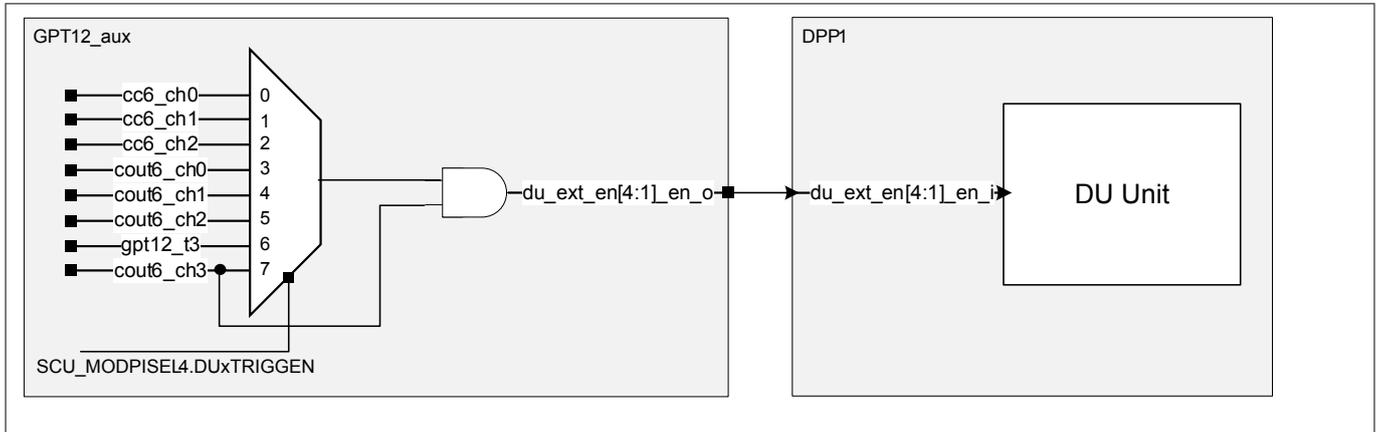 GPT12_aux
DPP1
cc6_ch0
0
cc6_ch1
1
cc6_ch2
2
cout6_ch0
3
cout6_ch1
4
cout6_ch2
5
gpt12_t3
6
cout6_ch3
7
du_ext_en[4:1]_en_o
du_ext_en[4:1]_en_i
DU Unit
SCU_MODPISEL4.DUxTRIGGEN